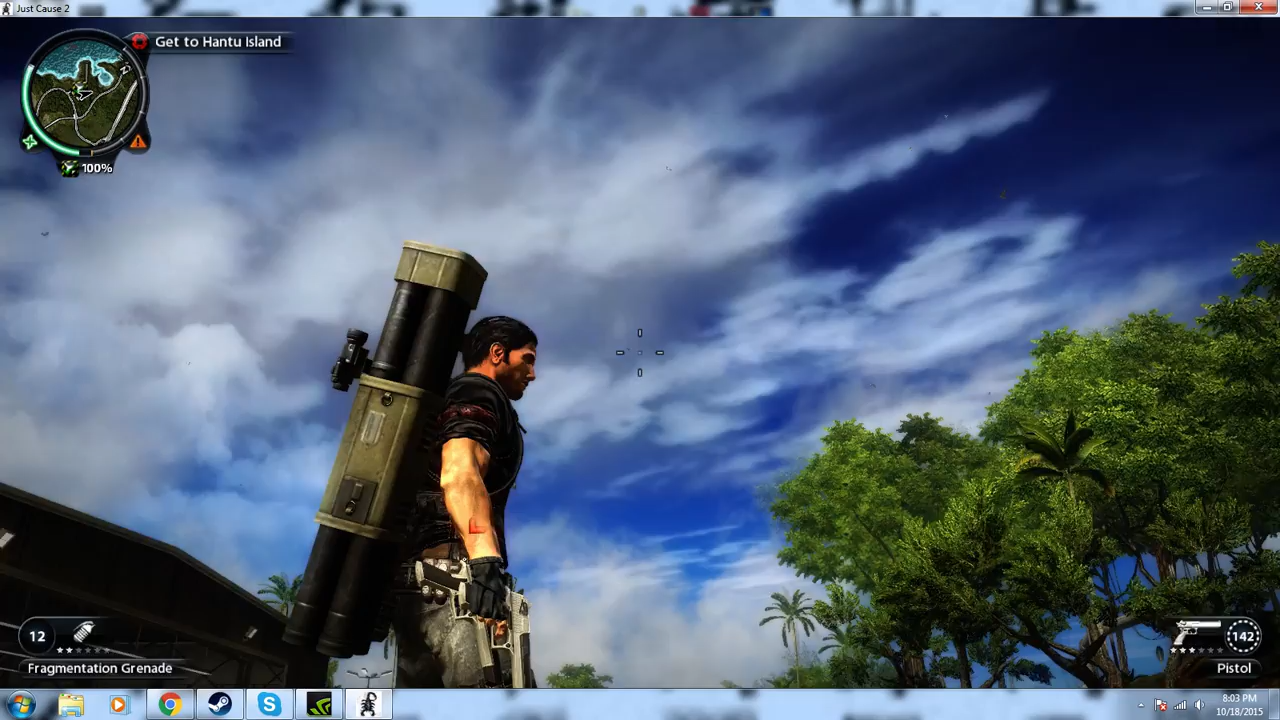 Just Cause 2
Get to Hantu Island
100%
12
Fragmentation Grenade
142
Pistol
8:03 PM
10/18/2015